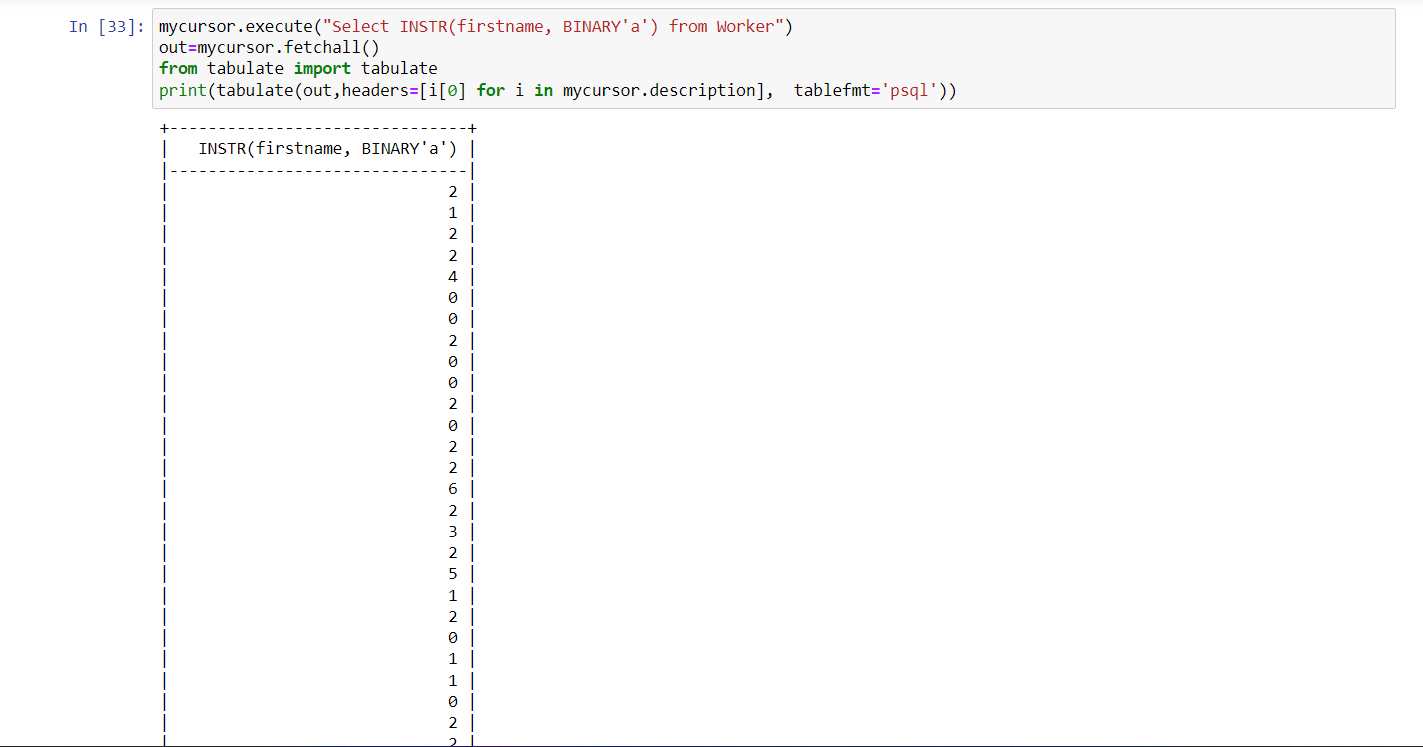 In [33]: mycursor.execute("Select INSTR(firstname, BINARY'a') from Worker")
out=mycursor.fetchall()
from tabulate import tabulate
print(tabulate(out,headers=[i[0] for i in mycursor.description],  tablefmt='psql'))
+-------------------------------+
|   INSTR(firstname, BINARY'a') |
|-------------------------------|
|                             2 |
|                             1 |
|                             2 |
|                             2 |
|                             4 |
|                             0 |
|                             0 |
|                             2 |
|                             0 |
|                             0 |
|                             2 |
|                             0 |
|                             2 |
|                             2 |
|                             6 |
|                             2 |
|                             3 |
|                             2 |
|                             5 |
|                             1 |
|                             2 |
|                             0 |
|                             1 |
|                             1 |
|                             0 |
|                             2 |
|                             2 |